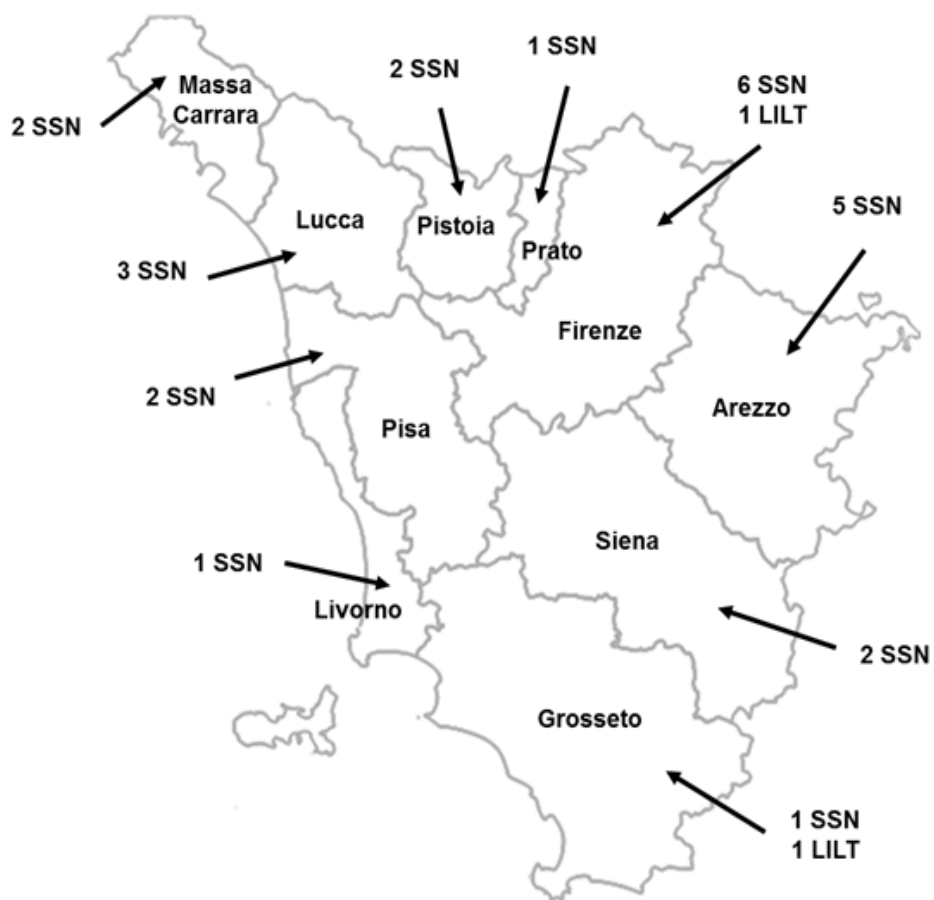 1 SSN
2 SSN
6 SSN
1 LILT
Massa
Carrara
2 SSN
5 SSN
Lucca
Pistoia
Prato
3 SSN
Firenze
2 SSN
Arezzo
Pisa
Siena
1 SSN
Livorno
2 SSN
Grosseto
1 SSN
1 LILT